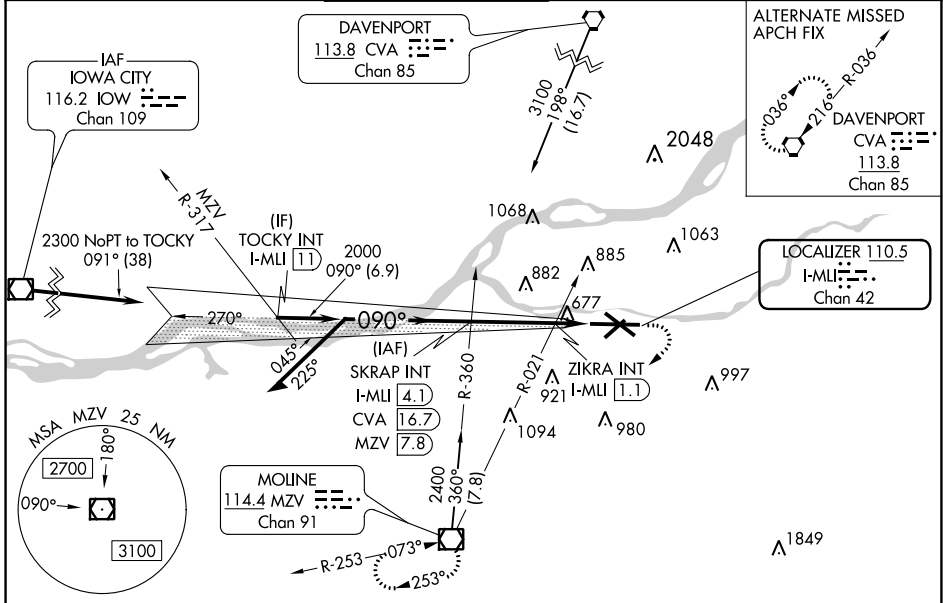 DAVENPORT
113.8 CVA
Chan 85
IAF
IOWA CITY
116.2 IOW
Chan 109
3100
198°
(16.7)
ALTERNATE MISSED
APCH FIX
R-036
036°
216°
DAVENPORT
CVA
113.8
Chan 85
2048
MZV
R-317
1068
1063
2300 NoPT to TOCKY
091° (38)
(IF)
TOCKY INT
I-MLI 11
2000
090° (6.9)
885
882
LOCALIZER 110.5
I-MLI
Chan 42
677
270°
090°
045°
225°
(IAF)
SKRAP INT
I-MLI 4.1
CVA 16.7
MZV 7.8
R-360
R-021
ZIKRA INT
I-MLI 1.1
921
997
1094
980
MSA MZV 25 NM
2700
180°
090°
3100
MOLINE
114.4 MZV
Chan 91
2400
360°
(7.8)
R-253
073°
253°
1849